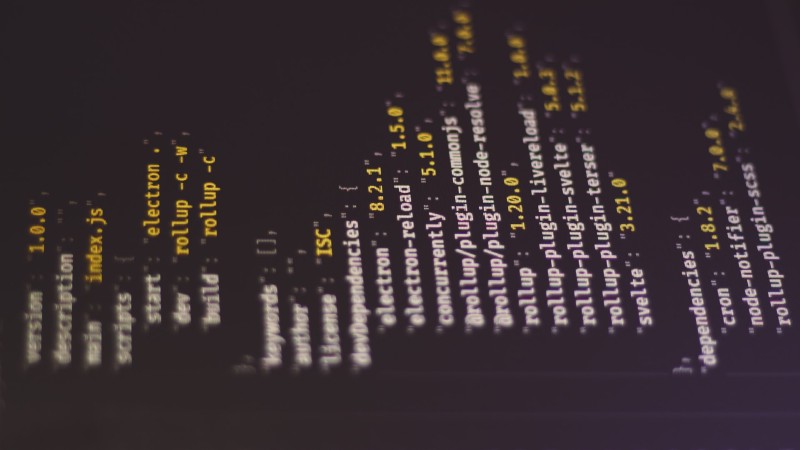 "version": "1.0.0",
"description": "",
"main": "index.js",
"scripts": {
"start": "electron .",
"dev": "rollup -c -w",
"build": "rollup -c"
},
"keywords": [],
"author": "",
"license": "ISC",
"devDependencies": {
"electron": "8.2.1",
"electron-reload": "1.5.0",
"concurrently": "5.1.0",
"@rollup/plugin-commonjs": "11.0.0",
"@rollup/plugin-node-resolve": "7.0.0",
"rollup": "1.20.0",
"rollup-plugin-livereload": "1.0.0",
"rollup-plugin-svelte": "5.0.3",
"rollup-plugin-terser": "5.1.2",
"svelte": "3.21.0"
},
"dependencies": {
"cron": "1.8.2",
"node-notifier": "7.0.0",
"rollup-plugin-scss": "2.4.0"